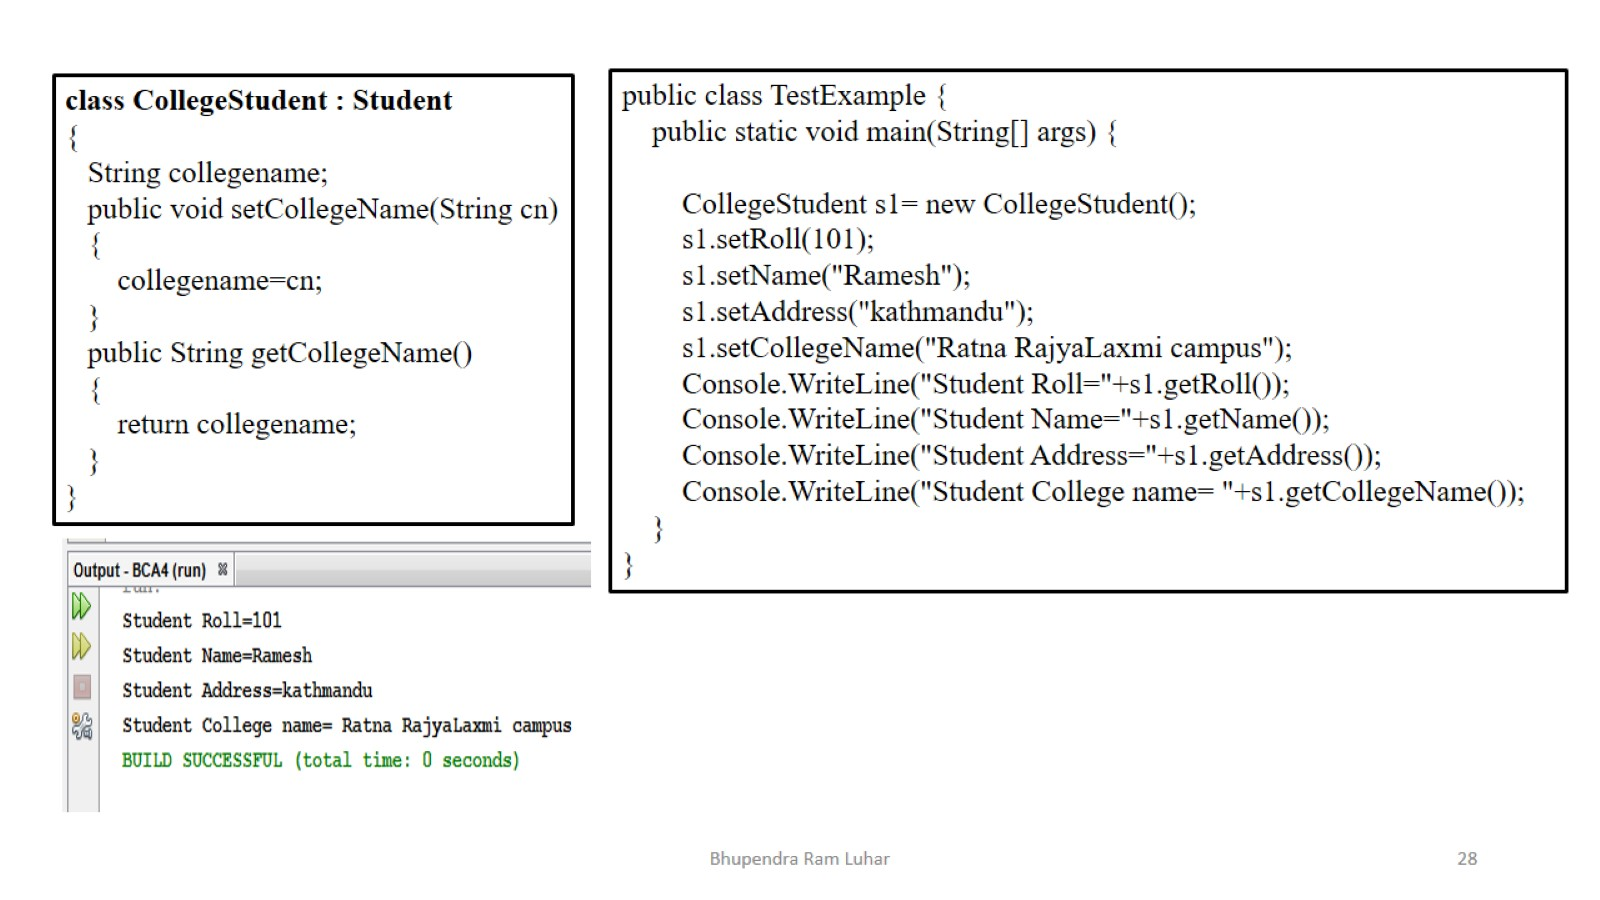 class CollegeStudent : Student
{
String collegename;
public void setCollegeName(String cn)
{
collegename=cn;
}
public String getCollegeName()
{
return collegename;
}
}
public class TestExample {
public static void main(String[] args) {
CollegeStudent s1= new CollegeStudent();
s1.setRoll(101);
s1.setName("Ramesh");
s1.setAddress("kathmandu");
s1.setCollegeName("Ratna RajyaLaxmi campus");
Console.WriteLine("Student Roll="+s1.getRoll());
Console.WriteLine("Student Name="+s1.getName());
Console.WriteLine("Student Address="+s1.getAddress());
Console.WriteLine("Student College name= "+s1.getCollegeName());
}
}
Output - BCA4 (run)
run:
Student Roll=101
Student Name=Ramesh
Student Address=kathmandu
Student College name= Ratna RajyaLaxmi campus
BUILD SUCCESSFUL (total time: 0 seconds)
Bhupendra Ram Luhar
28